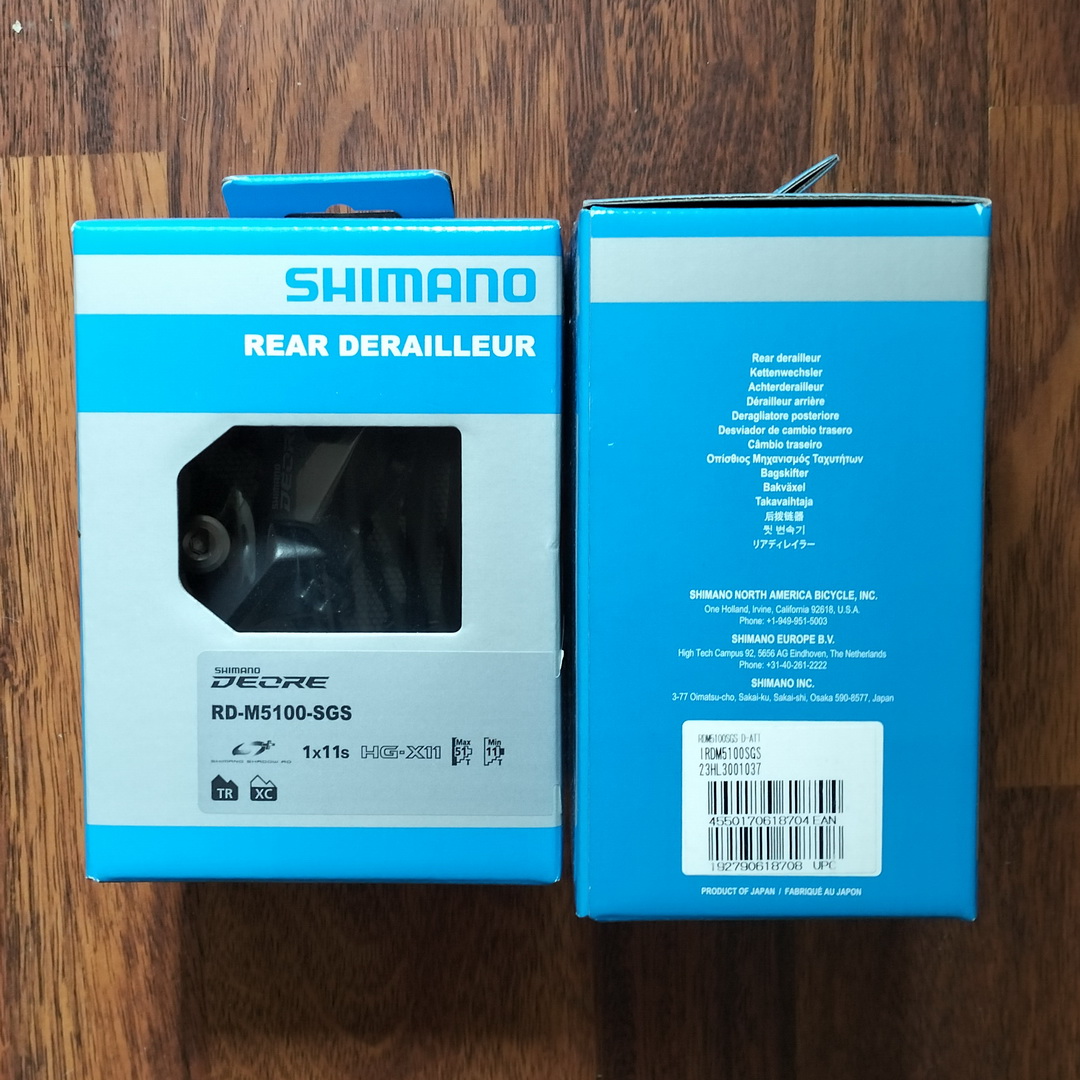 SHIMANO
REAR DERAILLEUR
SHIMANO
DEORE
SHIMANO
DEORE
RD-M5100-SGS
SHIMANO SHADOW RD
1x11s
HG-X11
Max
51
T
Min
11
T
TR
XC
Rear derailleur
Kettenwechsler
Achterderailleur
Dérailleur arrière
Deragliatore posteriore
Desviador de cambio trasero
Câmbio traseiro
Οπίσθιος Μηχανισμός Ταχυτήτων
Bagskifter
Bakväxel
Takavaihtaja
后拨链器
뒷 변속기
リアディレイラー
SHIMANO NORTH AMERICA BICYCLE, INC.
One Holland, Irvine, California 92618, U.S.A.
Phone: +1-949-951-5003
SHIMANO EUROPE B.V.
High Tech Campus 92, 5656 AG Eindhoven, The Netherlands
Phone: +31-40-261-2222
SHIMANO INC.
3-77 Oimatsu-cho, Sakai-ku, Sakai-shi, Osaka 590-8577, Japan
RDM5100SGS D-ATT
IRDM5100SGS
23HL3001037
4550170618704 EAN
192790618708 UPC
PRODUCT OF JAPAN / FABRIQUÉ AU JAPON